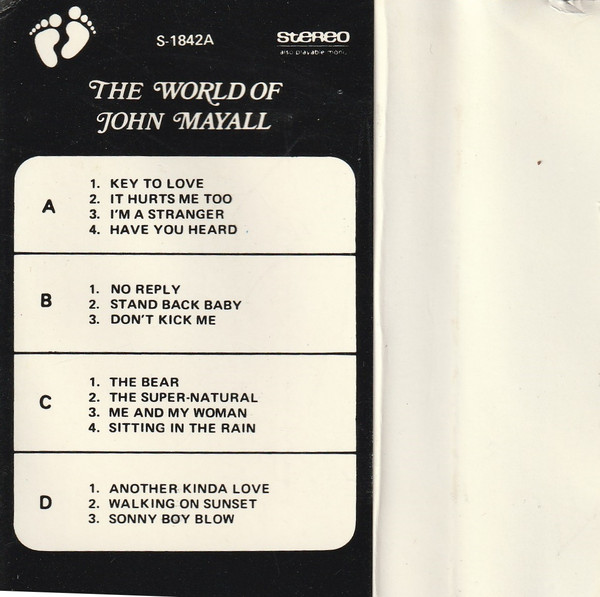 S-1842A
STEREO
also playable mono
THE WORLD OF
JOHN MAYALL
A
1. KEY TO LOVE
2. IT HURTS ME TOO
3. I'M A STRANGER
4. HAVE YOU HEARD
B
1. NO REPLY
2. STAND BACK BABY
3. DON'T KICK ME
C
1. THE BEAR
2. THE SUPER-NATURAL
3. ME AND MY WOMAN
4. SITTING IN THE RAIN
D
1. ANOTHER KINDA LOVE
2. WALKING ON SUNSET
3. SONNY BOY BLOW